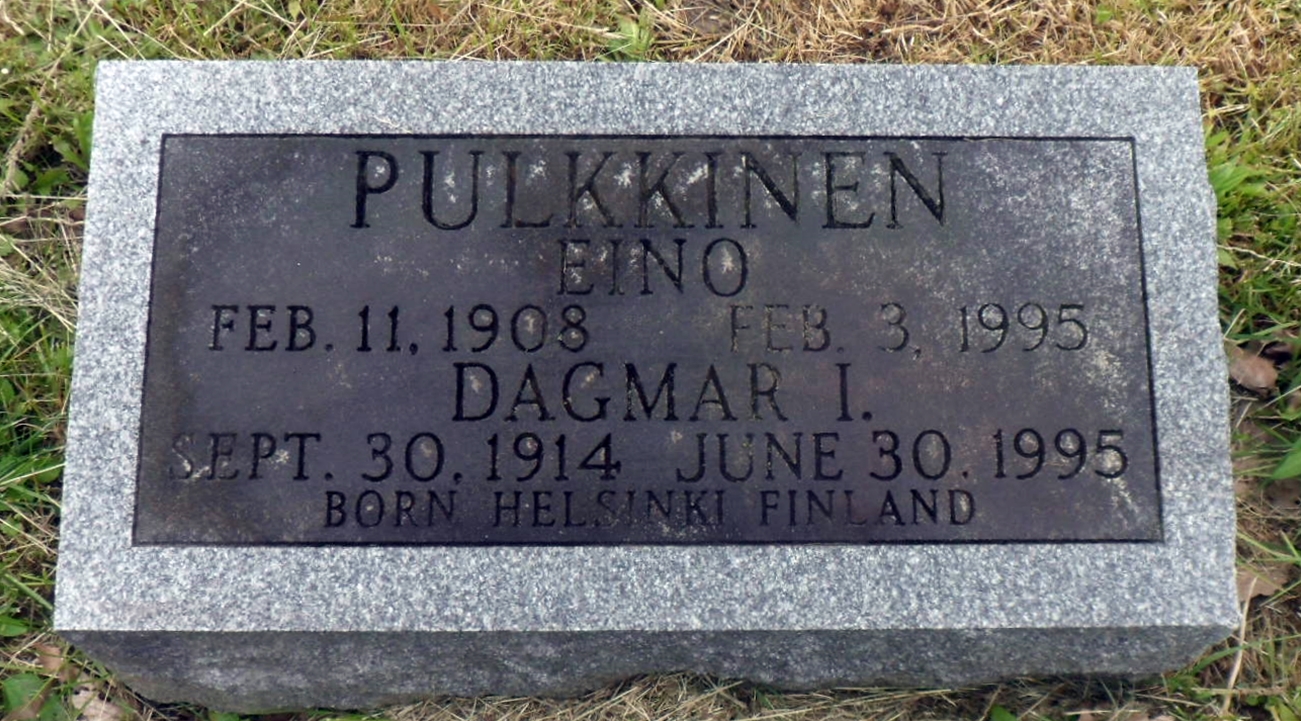 PULKKINEN
EINO
FEB. 11, 1908 FEB. 3, 1995
DAGMAR I.
SEPT. 30, 1914 JUNE 30, 1995
BORN HELSINKI FINLAND